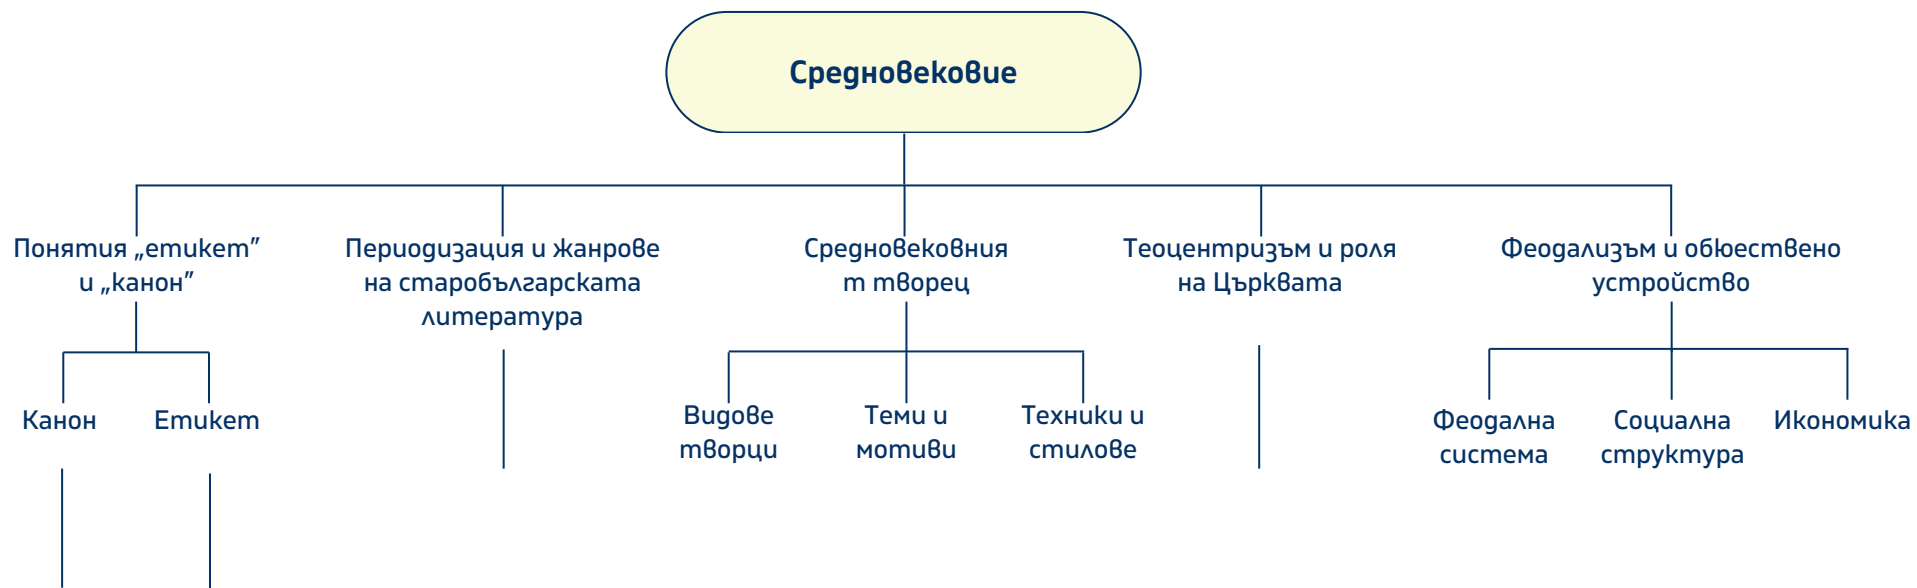 Средновековие
Понятия „етикет”
и „канон”
Периодизация и жанрове
на старобългарската
литература
Средновековния
т творец
Теоцентризъм и роля
на Църквата
Феодализъм и обюествено
устройство
Канон
Етикет
Видове
творци
Теми и
мотиви
Техники и
стилове
Феодална
система
Социална
структура
Икономика